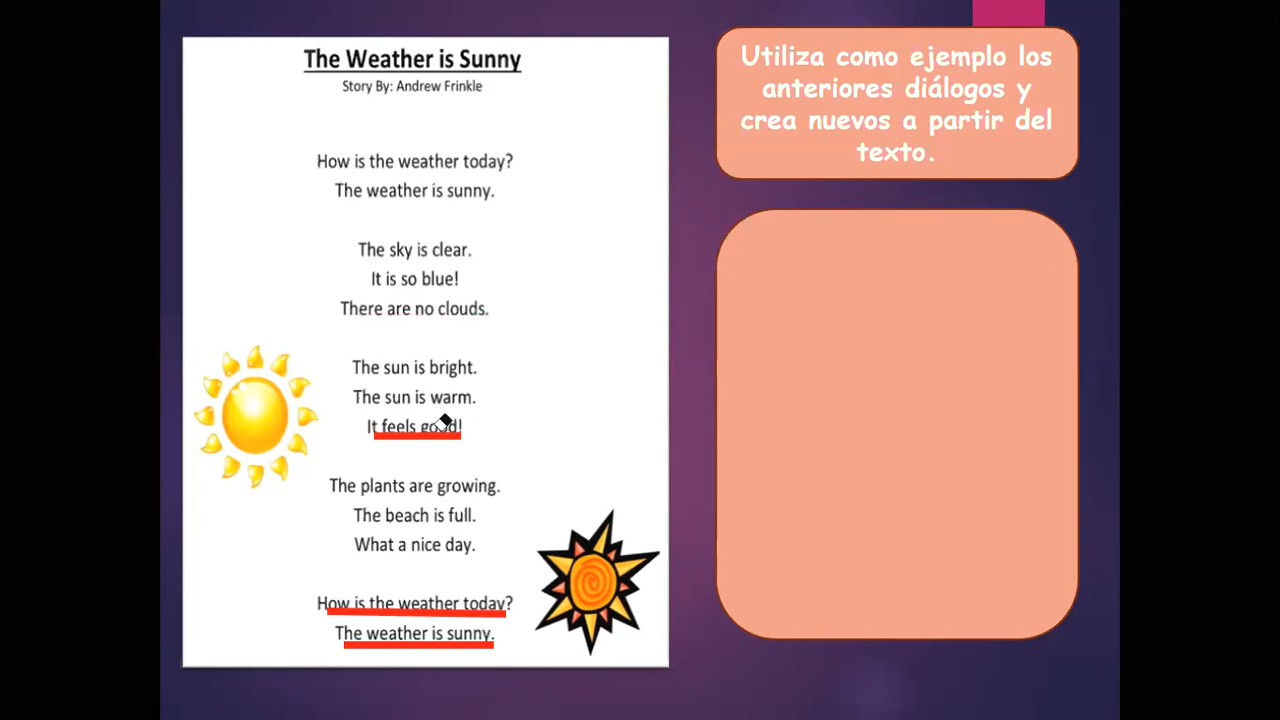 The Weather is Sunny
Story By: Andrew Frinkle
How is the weather today?
The weather is sunny.
The sky is clear.
It is so blue!
There are no clouds.
The sun is bright.
The sun is warm.
It feels good!
The plants are growing.
The beach is full.
What a nice day.
How is the weather today?
The weather is sunny.
Utiliza como ejemplo los
anteriores diálogos y
crea nuevos a partir del
texto.